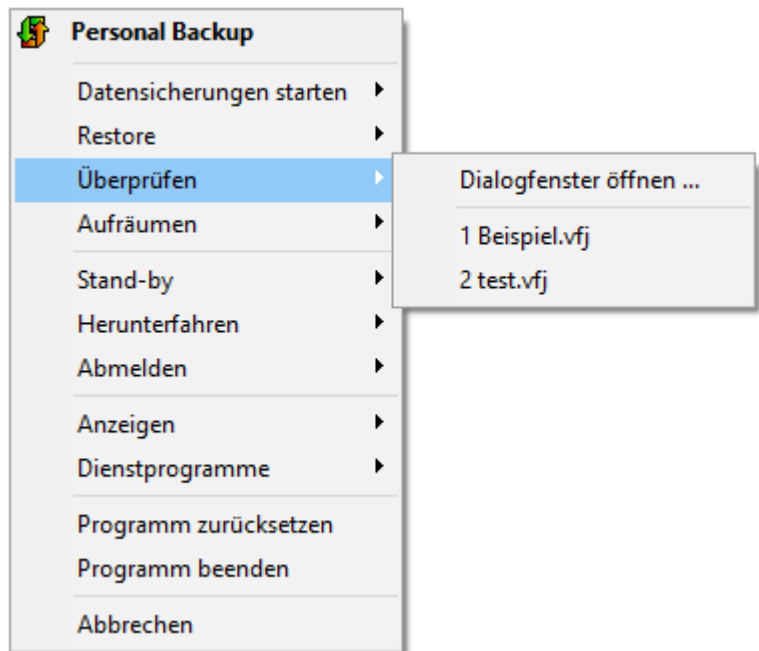 Personal Backup
Datensicherungen starten
Restore
Überprüfen
Aufräumen
Stand-by
Herunterfahren
Abmelden
Anzeigen
Dienstprogramme
Programm zurücksetzen
Programm beenden
Abbrechen
Dialogfenster öffnen ...
1 Beispiel.vfj
2 test.vfj